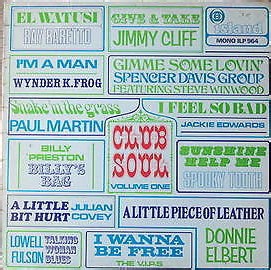 EL WATUSI
RAY BARETTO
GIVE & TAKE
JIMMY CLIFF
island
MONO ILP 964
I'M A MAN
WYNDER K. FROG
GIMME SOME LOVIN'
SPENCER DAVIS GROUP
FEATURING STEVE WINWOOD
Snake in the grass
PAUL MARTIN
I FEEL SO BAD
JACKIE EDWARDS
CLUB
SOUL
VOLUME ONE
BILLY
PRESTON
BILLY'S
BAG
SUNSHINE
HELP ME
SPOOKY TOOTH
A LITTLE
BIT HURT
JULIAN
COVEY
A LITTLE PIECE OF LEATHER
DONNIE
ELBERT
LOWELL
FULSON
TALKING
WOMAN
BLUES
I WANNA
BE FREE
THE V.I.P.S